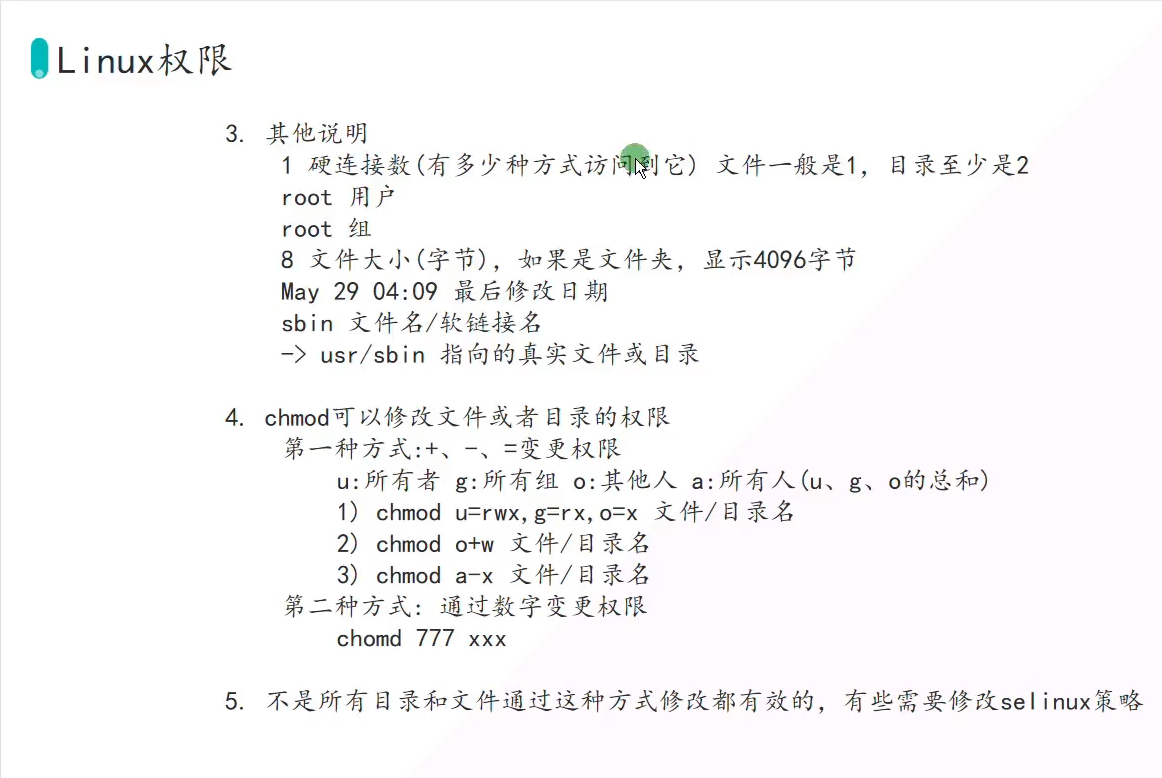 Linux权限
3. 其他说明
1 硬连接数(有多少种方式访问到它) 文件一般是1，目录至少是2
root 用户
root 组
8 文件大小(字节)，如果是文件夹，显示4096字节
May 29 04:09 最后修改日期
sbin 文件名/软链接名
-> usr/sbin 指向的真实文件或目录
4. chmod可以修改文件或者目录的权限
第一种方式:+、-、=变更权限
u:所有者 g:所有组 o:其他人 a:所有人(u、g、o的总和)
1) chmod u=rwx,g=rx,o=x 文件/目录名
2) chmod o+w 文件/目录名
3) chmod a-x 文件/目录名
第二种方式：通过数字变更权限
chomd 777 xxx
5. 不是所有目录和文件通过这种方式修改都有效的，有些需要修改selinux策略